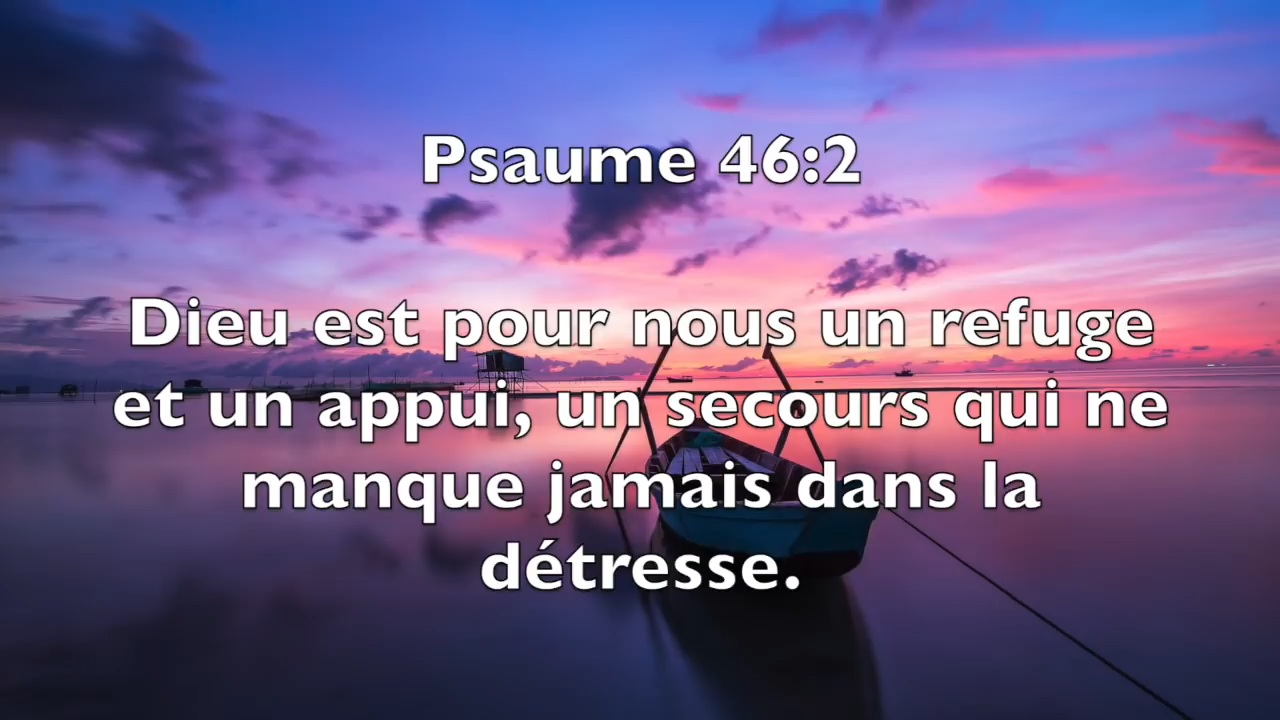 Psaume 46:2
Dieu est pour nous un refuge
et un appui, un secours qui ne
manque jamais dans la
détresse.